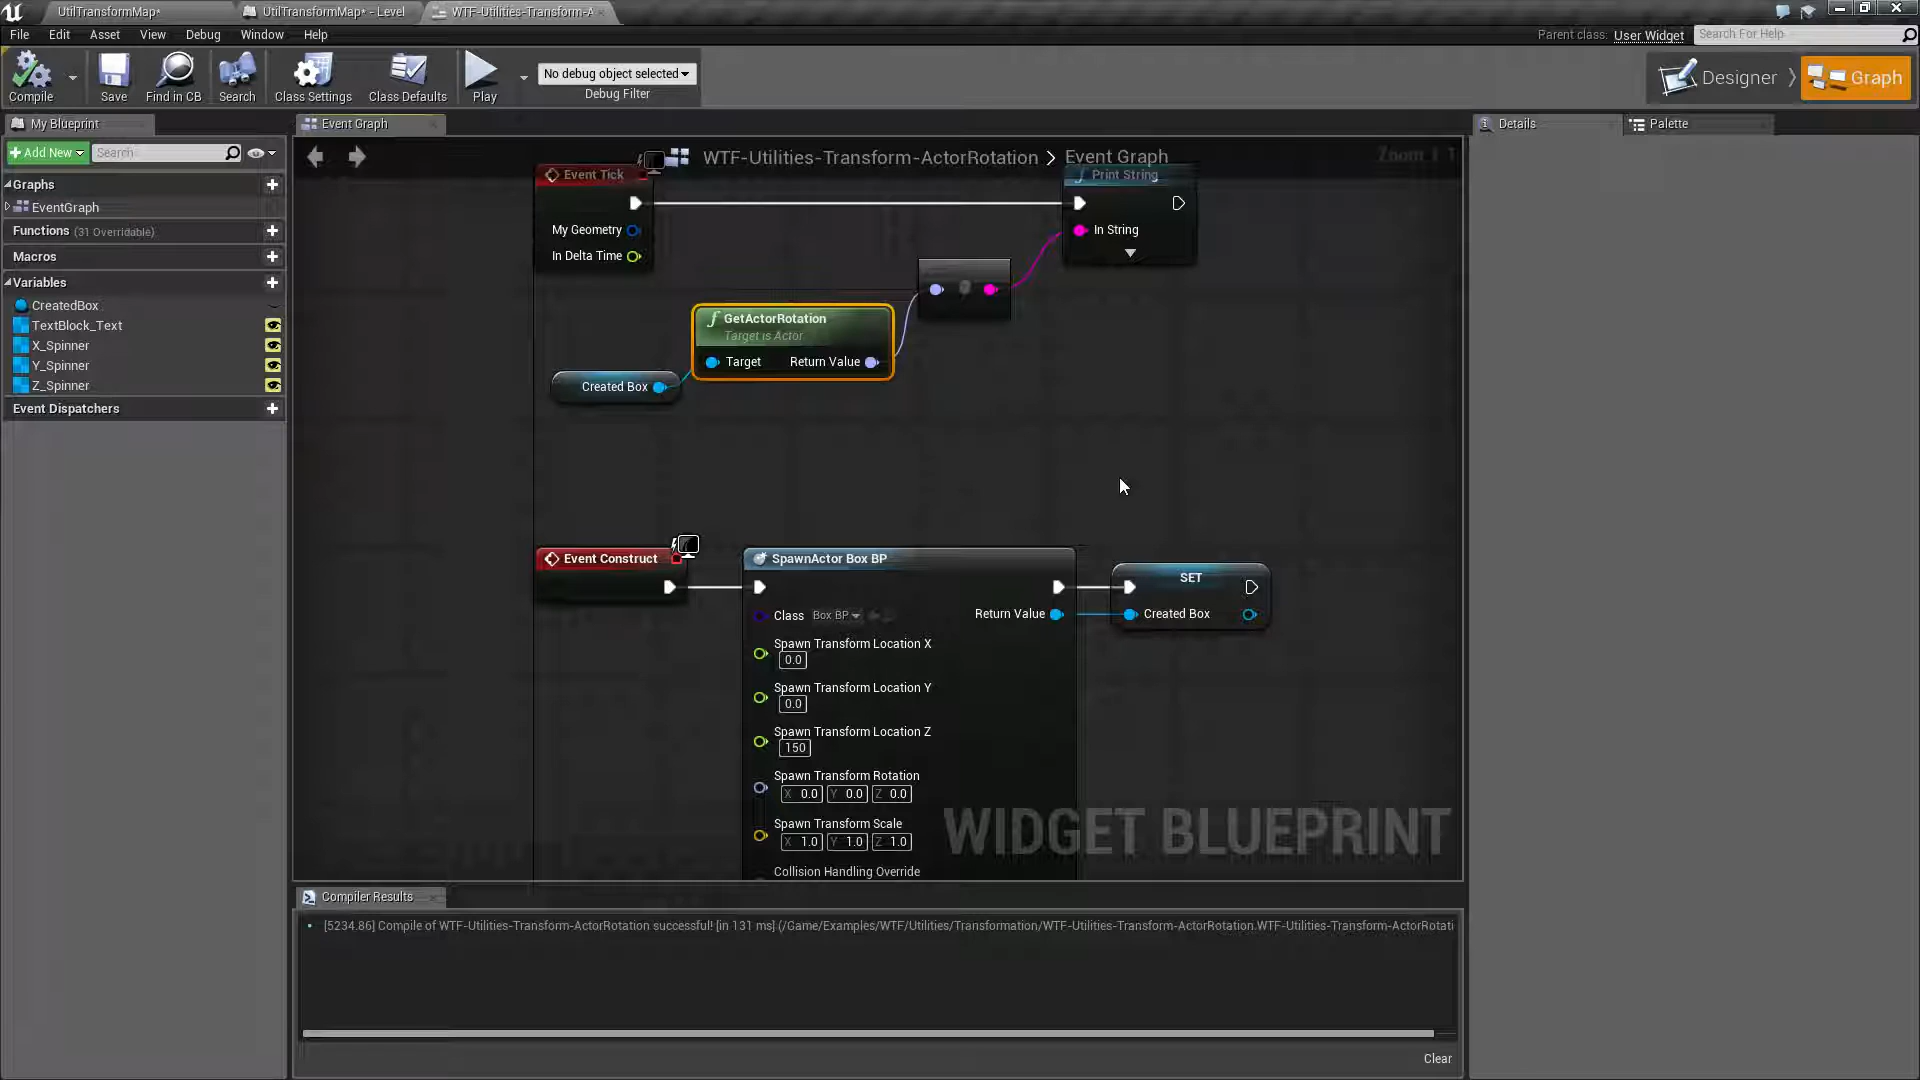 UtilTransformMap*
UtilTransformMap* - Level
WTF-Utilities-Transform-A
File Edit Asset View Debug Window Help
Parent class: User Widget
Search For Help
Compile
Save
Find in CB
Search
Class Settings
Class Defaults
Play
No debug object selected
Debug Filter
Designer
Graph
My Blueprint
Event Graph
Details
Palette
Add New
Search
WTF-Utilities-Transform-ActorRotation > Event Graph
Graphs
EventGraph
Functions (31 Overridable)
Macros
Variables
CreatedBox
TextBlock_Text
X_Spinner
Y_Spinner
Z_Spinner
Event Dispatchers
Event Tick
My Geometry
In Delta Time
Print String
In String
GetActorRotation
Target is Actor
Target
Return Value
Created Box
Event Construct
SpawnActor Box BP
Class Box BP
Return Value
Spawn Transform Location X
0.0
Spawn Transform Location Y
0.0
Spawn Transform Location Z
150
Spawn Transform Rotation
X 0.0 Y 0.0 Z 0.0
Spawn Transform Scale
X 1.0 Y 1.0 Z 1.0
Collision Handling Override
SET
Created Box
WIDGET BLUEPRINT
Compiler Results
[5234.86] Compile of WTF-Utilities-Transform-ActorRotation successful! [in 131 ms] (/Game/Examples/WTF/Utilities/Transformation/WTF-Utilities-Transform-ActorRotation.WTF-Utilities-Transform-ActorRotati
Clear